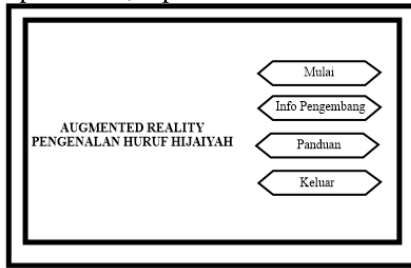 AUGMENTED REALITY
PENGENALAN HURUF HIJAIYAH
Mulai
Info Pengembang
Panduan
Keluar